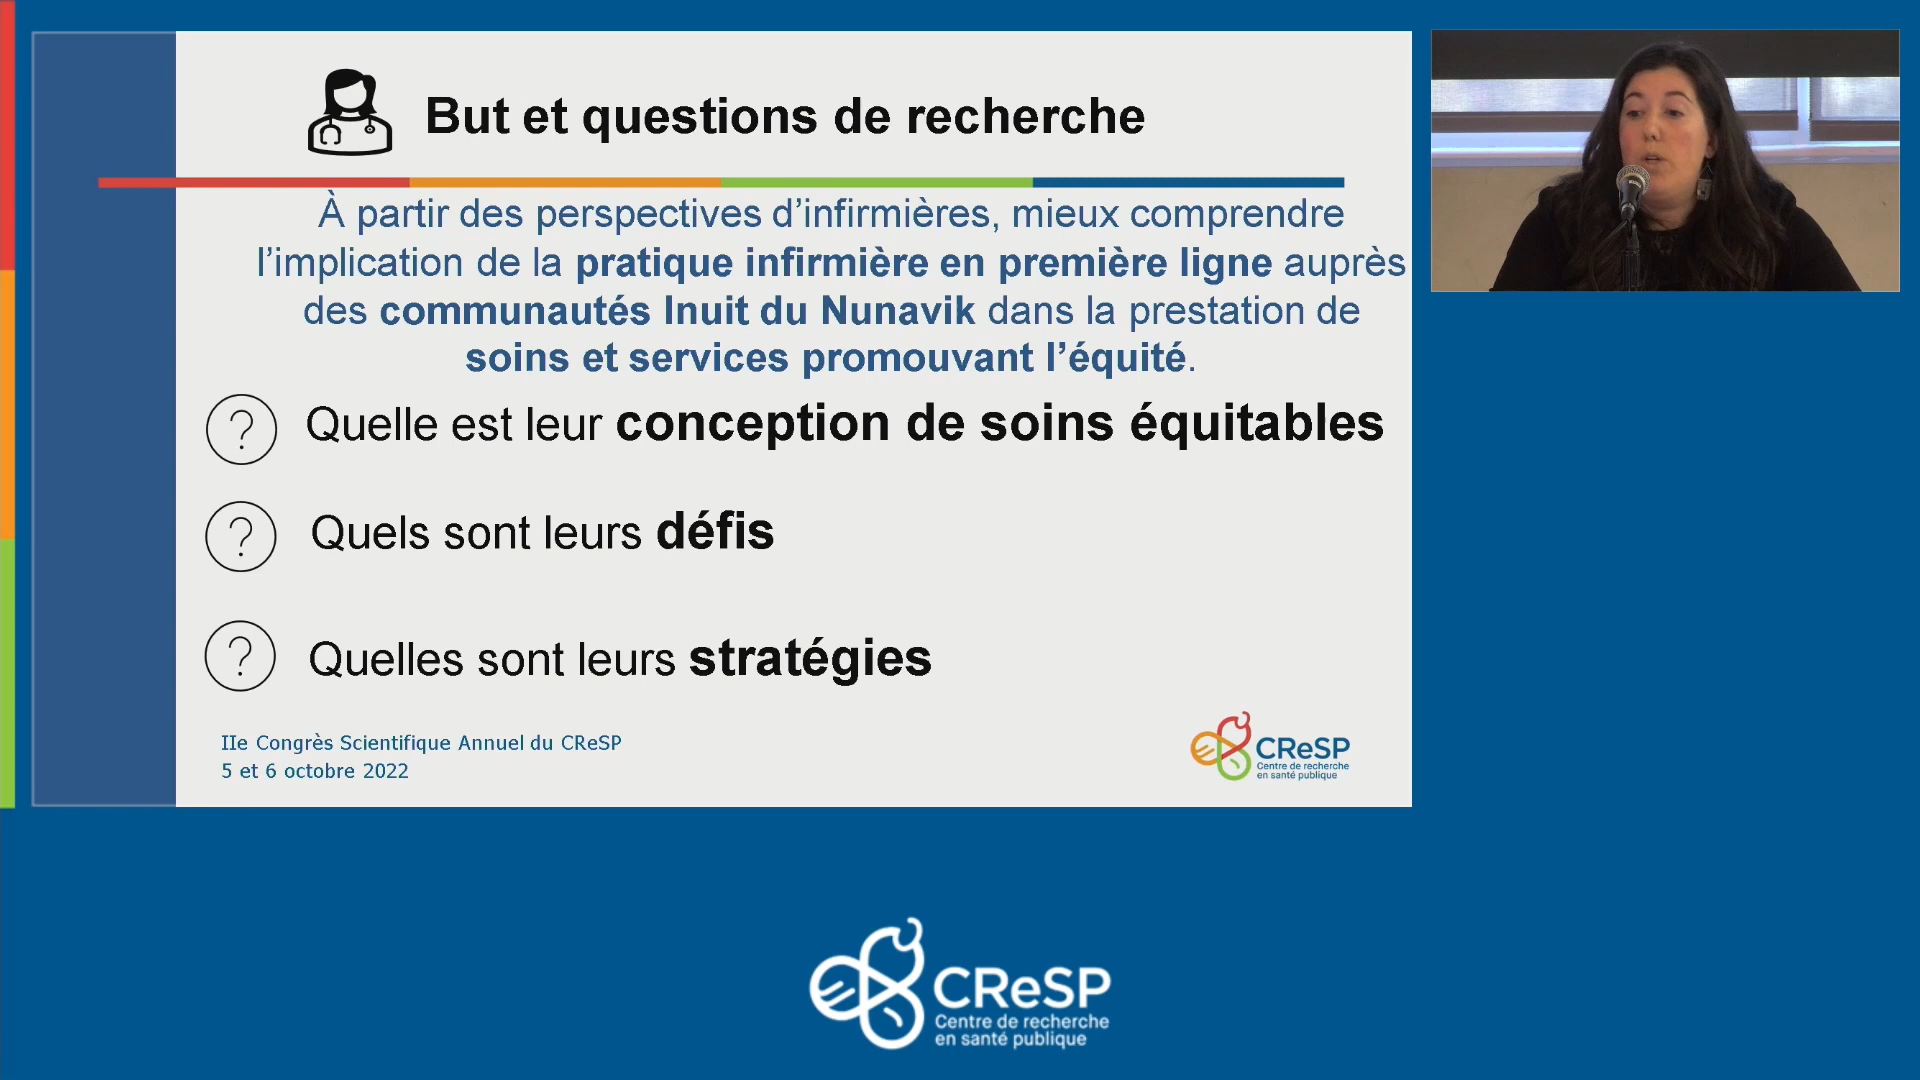 But et questions de recherche
À partir des perspectives d’infirmières, mieux comprendre
l’implication de la pratique infirmière en première ligne auprès
des communautés Inuit du Nunavik dans la prestation de
soins et services promouvant l’équité.
? Quelle est leur conception de soins équitables
? Quels sont leurs défis
? Quelles sont leurs stratégies
IIe Congrès Scientifique Annuel du CReSP
5 et 6 octobre 2022
CReSP
Centre de recherche
en santé publique
CReSP
Centre de recherche
en santé publique